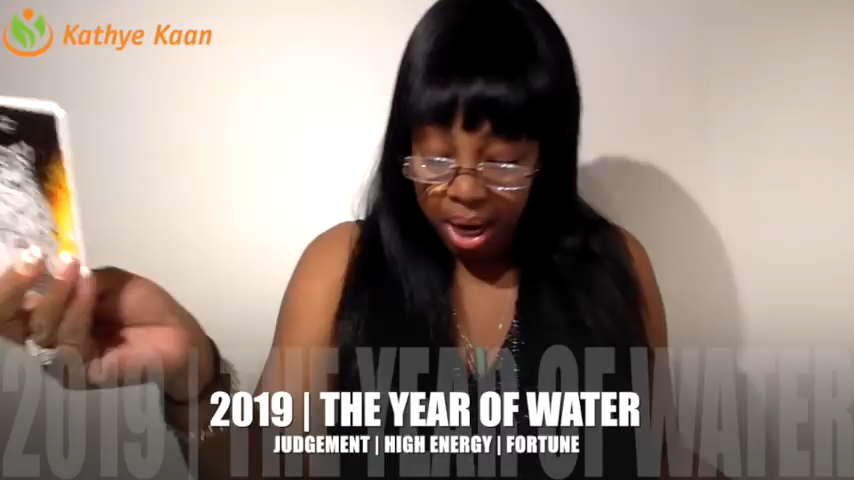 Kathye Kaan
2019 | THE YEAR OF WATER
2019 | THE YEAR OF WATER
JUDGEMENT | HIGH ENERGY | FORTUNE